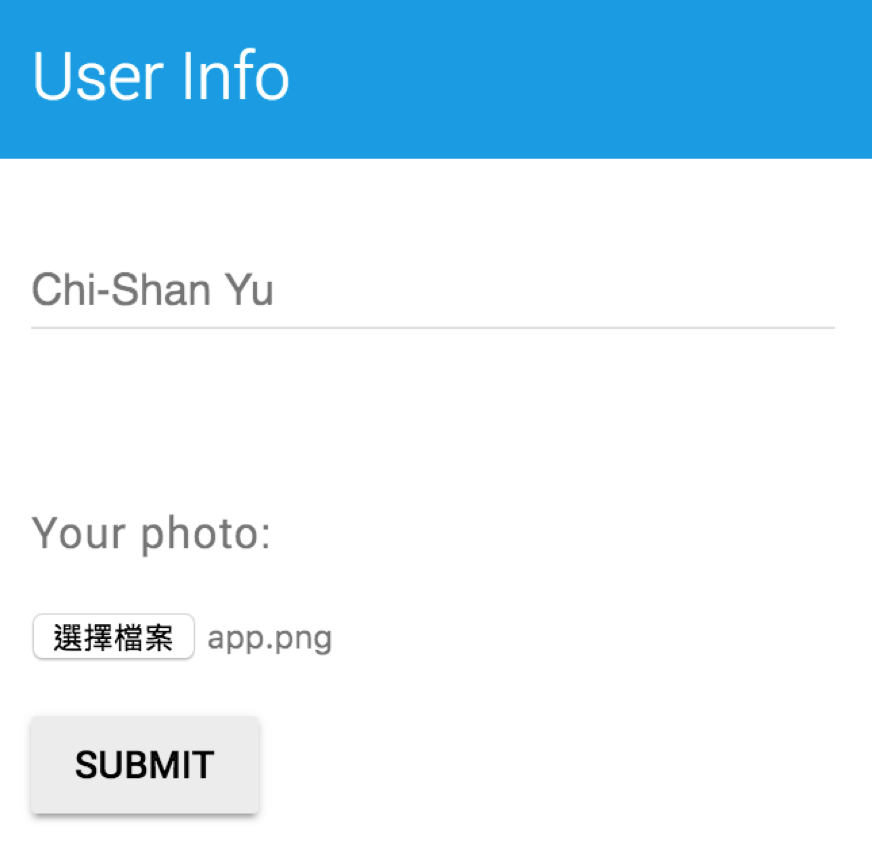 User Info
Chi-Shan Yu
Your photo:
選擇檔案 app.png
SUBMIT